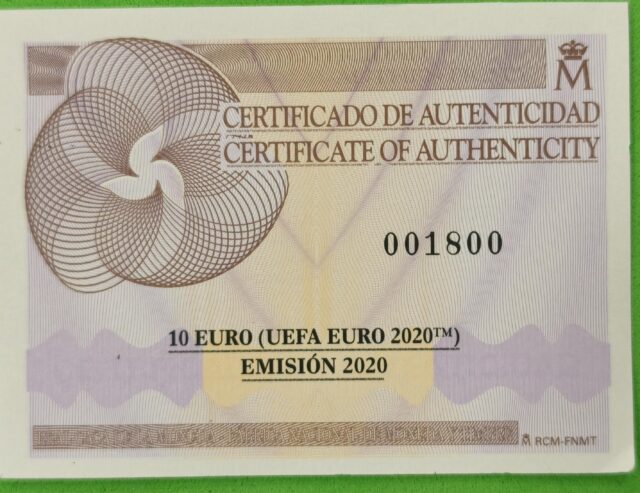 M
CERTIFICADO DE AUTENTICIDAD
CERTIFICATE OF AUTHENTICITY
001800
10 EURO (UEFA EURO 2020™)
EMISIÓN 2020
M RCM-FNMT